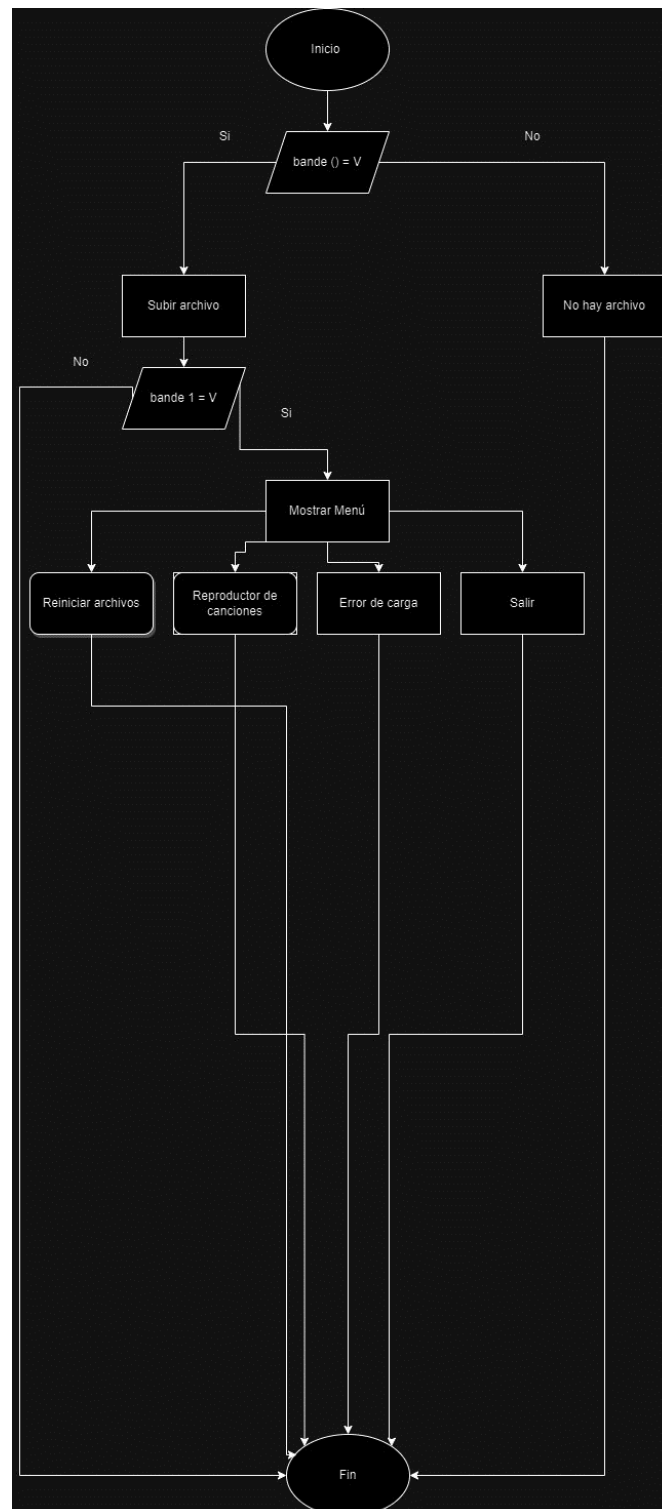 Inicio
Si
No
bande () = V
Subir archivo
No hay archivo
No
bande 1 = V
Si
Mostrar Menú
Reiniciar archivos
Reproductor de
canciones
Error de carga
Salir
Fin